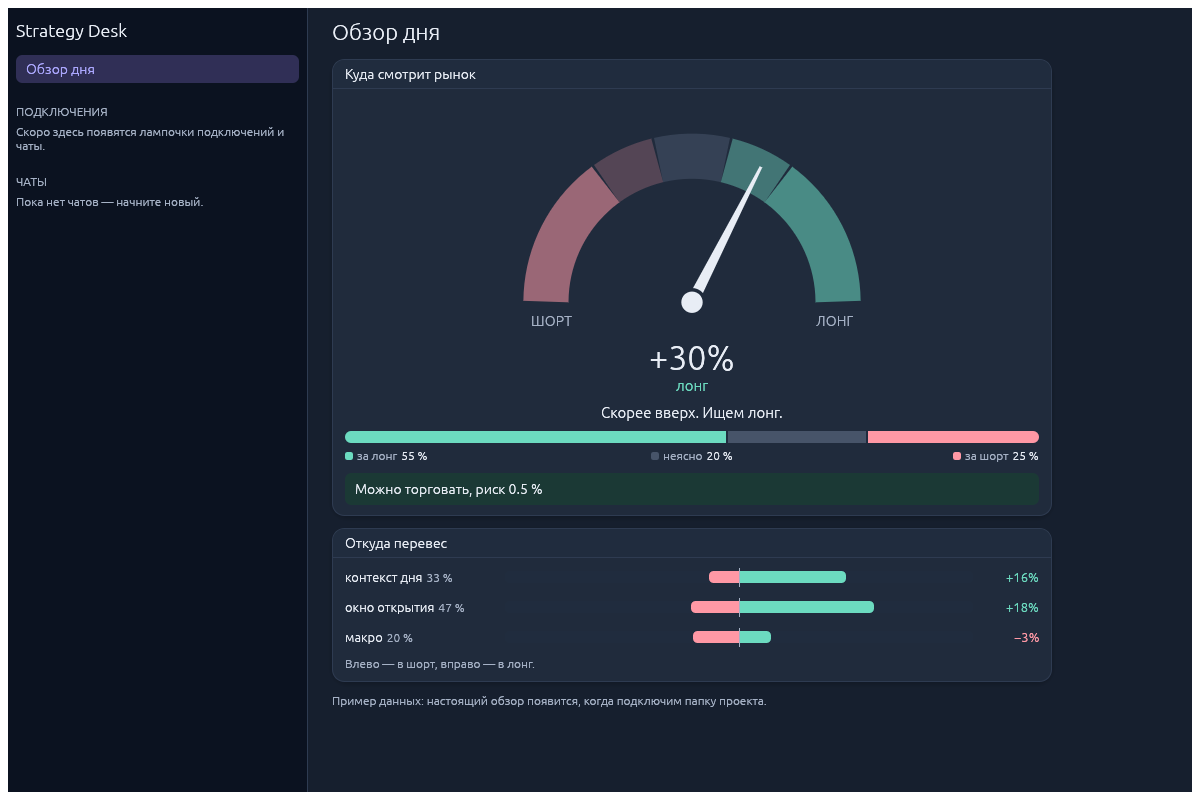 Strategy Desk
Обзор дня
ПОДКЛЮЧЕНИЯ
Скоро здесь появятся лампочки подключений и
чаты.
ЧАТЫ
Пока нет чатов — начните новый.
Обзор дня
Куда смотрит рынок
ШОРТ
ЛОНГ
+30%
лонг
Скорее вверх. Ищем лонг.
за лонг 55 %
неясно 20 %
за шорт 25 %
Можно торговать, риск 0.5 %
Откуда перевес
контекст дня 33 %
+16%
окно открытия 47 %
+18%
макро 20 %
−3%
Влево — в шорт, вправо — в лонг.
Пример данных: настоящий обзор появится, когда подключим папку проекта.